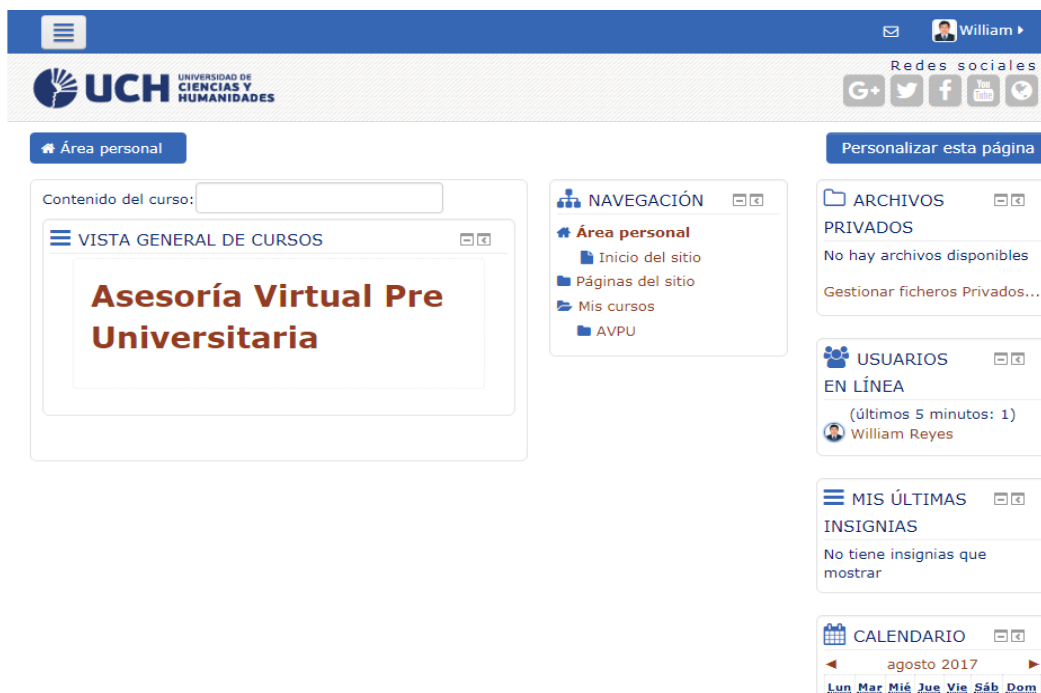 William
UCH UNIVERSIDAD DE
CIENCIAS Y
HUMANIDADES
Redes sociales
G+ f You Tube
Área personal
Personalizar esta página
Contenido del curso:
VISTA GENERAL DE CURSOS
Asesoría Virtual Pre
Universitaria
NAVEGACIÓN
Área personal
Inicio del sitio
Páginas del sitio
Mis cursos
AVPU
ARCHIVOS
PRIVADOS
No hay archivos disponibles
Gestionar ficheros Privados...
USUARIOS
EN LÍNEA
(últimos 5 minutos: 1)
William Reyes
MIS ÚLTIMAS
INSIGNIAS
No tiene insignias que
mostrar
CALENDARIO
agosto 2017
Lun Mar Mié Jue Vie Sáb Dom